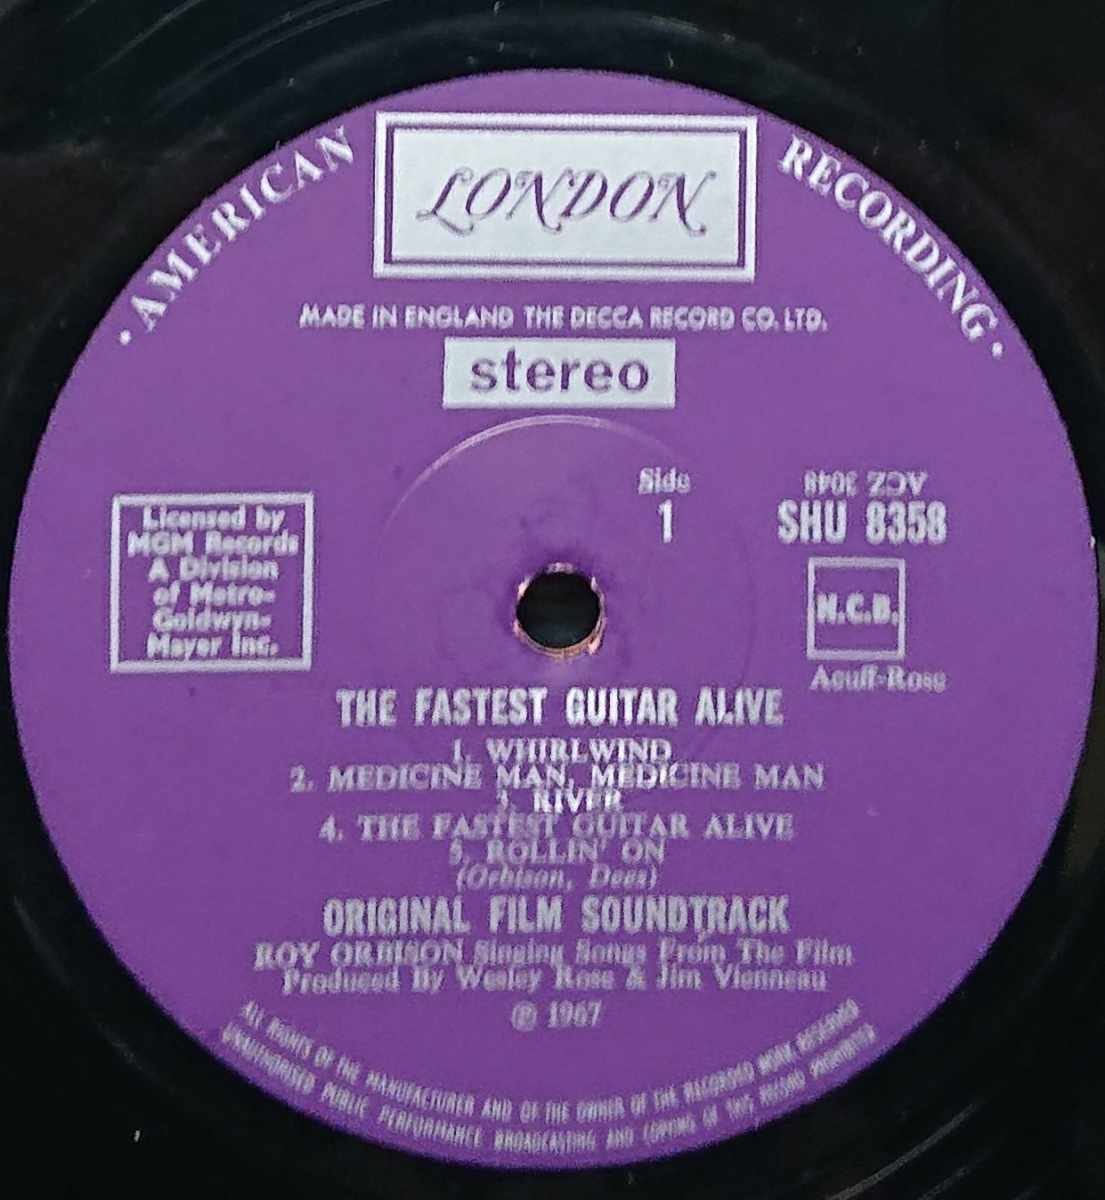 · AMERICAN
LONDON
RECORDING ·
MADE IN ENGLAND THE DECCA RECORD CO. LTD.
stereo
Side
1
ACZ 3048
SHU 8358
N.C.B.
Acuff-Rose
Licensed by
MGM Records
A Division
of Metro-
Goldwyn-
Mayer Inc.
THE FASTEST GUITAR ALIVE
1. WHIRLWIND
2. MEDICINE MAN, MEDICINE MAN
3. RIVER
4. THE FASTEST GUITAR ALIVE
5. ROLLIN' ON
(Orbison, Dees)
ORIGINAL FILM SOUNDTRACK
ROY ORBISON Singing Songs From The Film
Produced By Wesley Rose & Jim Vienneau
℗ 1967
ALL RIGHTS OF THE MANUFACTURER AND OF THE OWNER OF THE RECORDED WORK RESERVED
UNAUTHORISED PUBLIC PERFORMANCE BROADCASTING AND COPYING OF THIS RECORD PROHIBITED